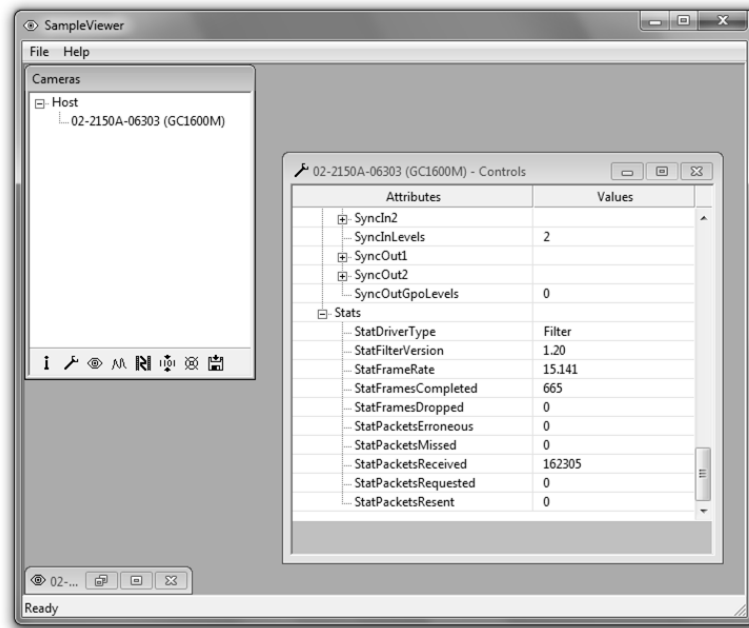 SampleViewer
File Help
Cameras
Host
02-2150A-06303 (GC1600M)
02-2150A-06303 (GC1600M) - Controls
Attributes Values
SyncIn2
SyncInLevels 2
SyncOut1
SyncOut2
SyncOutGpoLevels 0
Stats
StatDriverType Filter
StatFilterVersion 1.20
StatFrameRate 15.141
StatFramesCompleted 665
StatFramesDropped 0
StatPacketsErroneous 0
StatPacketsMissed 0
StatPacketsReceived 162305
StatPacketsRequested 0
StatPacketsResent 0
02-...
Ready